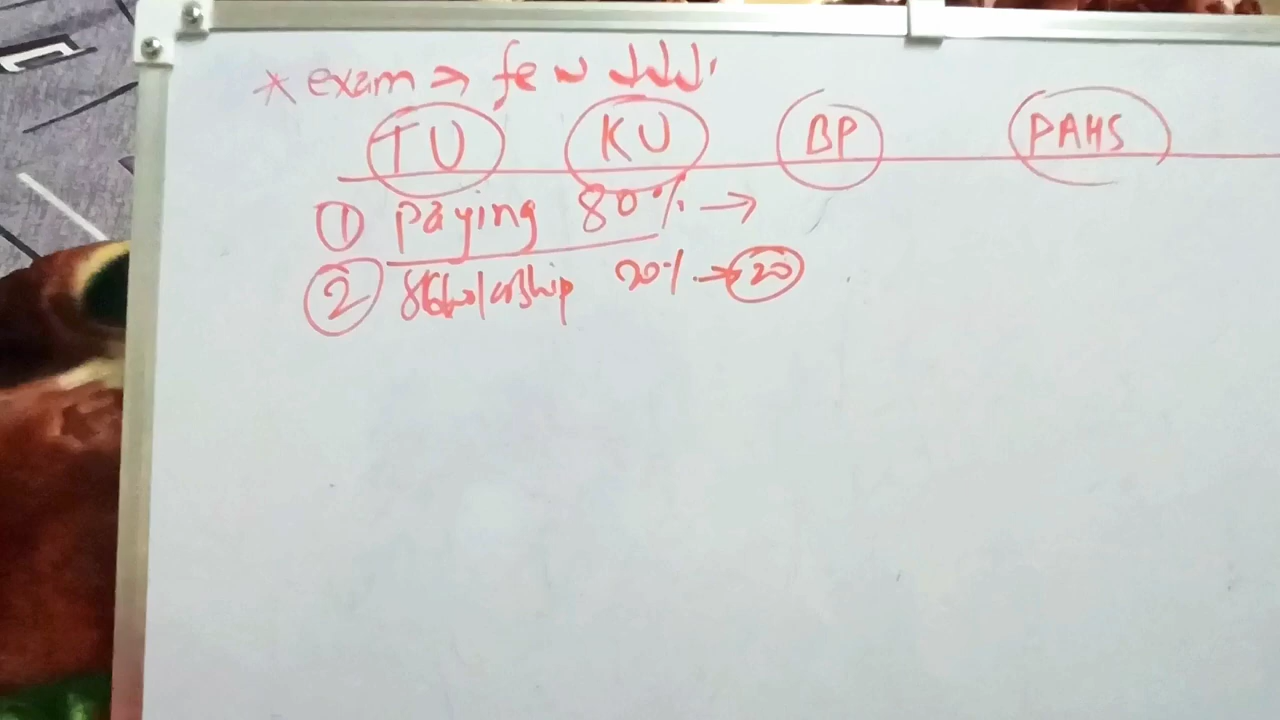 * exam ⇒ few
TU KU BP PAHS
① Paying 80% →
② Scholarship 20% → 20